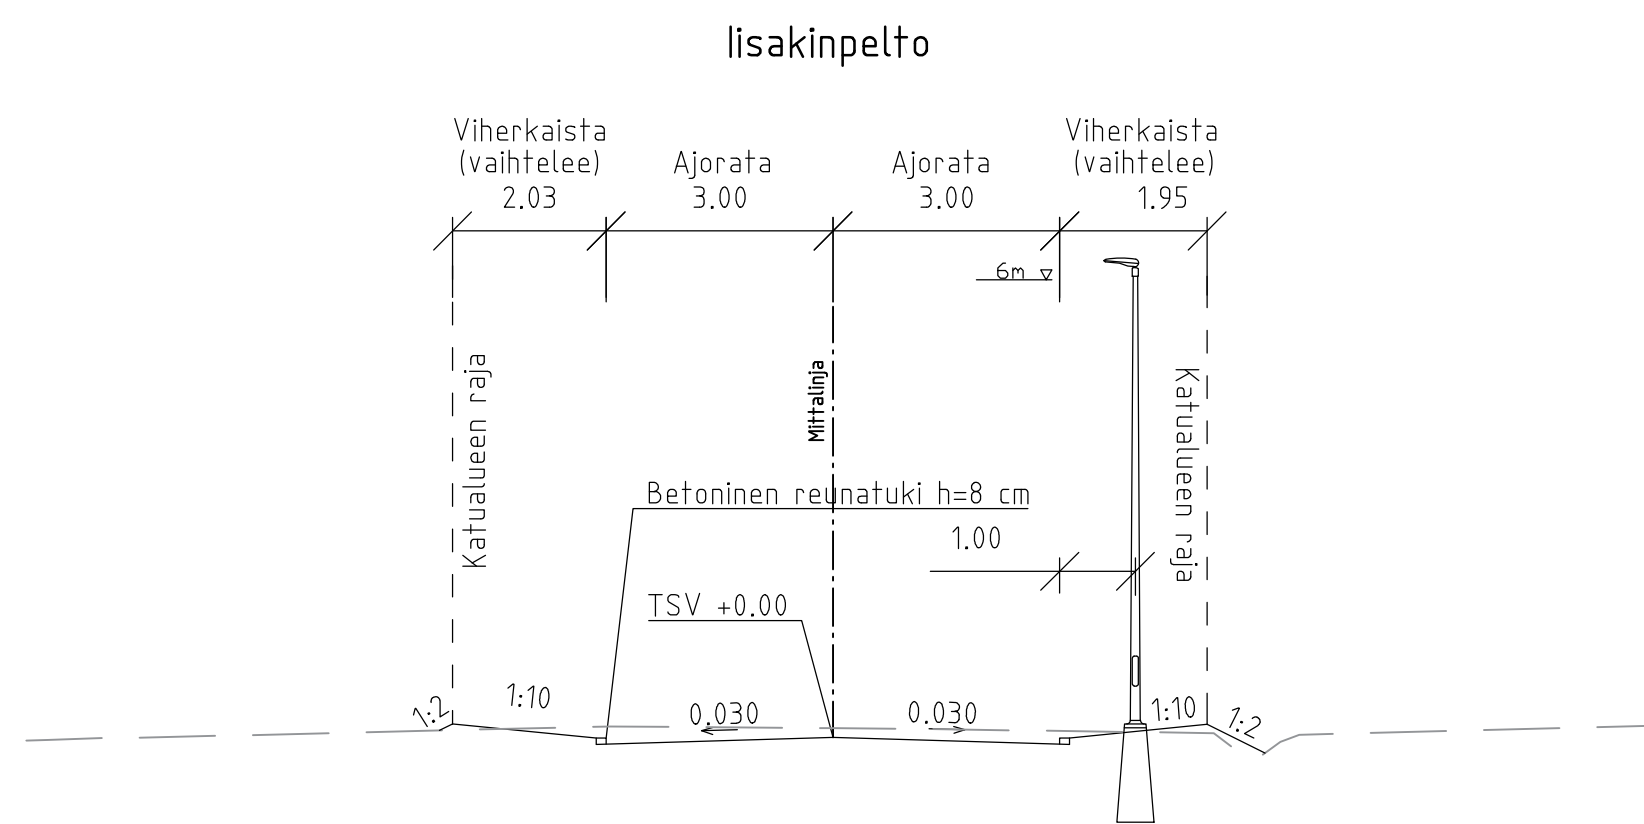 Iisakinpelto
Viherkaista
(vaihtelee)
2.03
Ajorata
3.00
Ajorata
3.00
Viherkaista
(vaihtelee)
1.95
6m
Katualueen raja
Mittalinja
Katualueen raja
Betoninen reunatuki h=8 cm
1.00
TSV +0.00
1:2
1:10
0.030
0.030
1:10
1:2